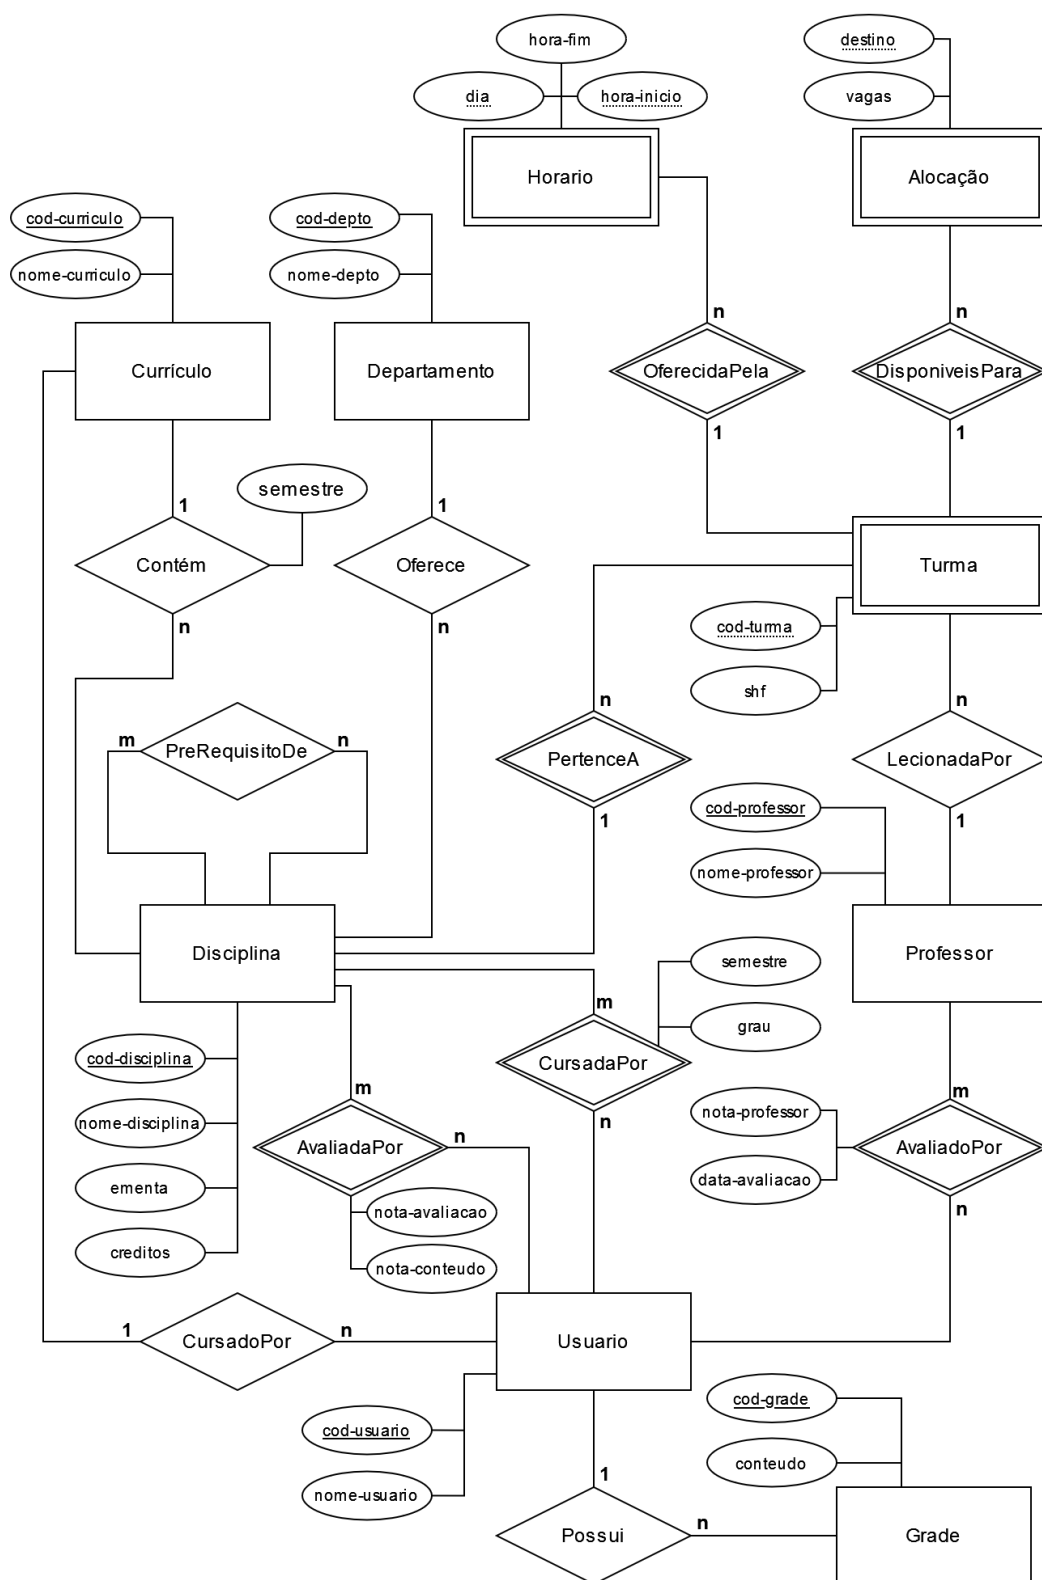 hora-fim
destino
dia
hora-inicio
vagas
Horario
Alocação
cod-curriculo
cod-depto
nome-curriculo
nome-depto
n
n
Currículo
Departamento
OferecidaPela
DisponiveisPara
1
1
semestre
1
1
Contém
Oferece
Turma
n
n
cod-turma
shf
n
n
m
n
PreRequisitoDe
PertenceA
LecionadaPor
cod-professor
1
1
nome-professor
Disciplina
Professor
semestre
m
grau
cod-disciplina
CursadaPor
m
m
nota-professor
nome-disciplina
n
n
AvaliadaPor
AvaliadoPor
ementa
data-avaliacao
nota-avaliacao
n
creditos
nota-conteudo
1
n
CursadoPor
Usuario
cod-grade
cod-usuario
conteudo
1
nome-usuario
n
Possui
Grade